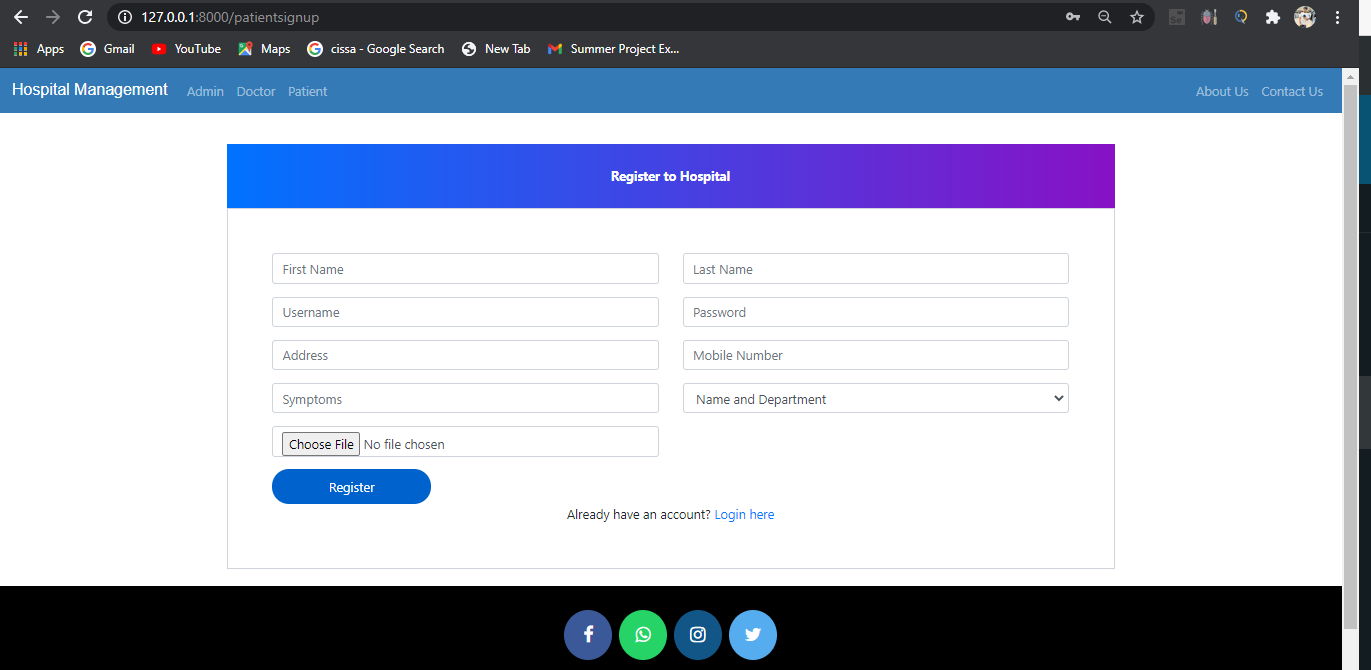 127.0.0.1:8000/patientsignup
Apps Gmail YouTube Maps cissa - Google Search New Tab Summer Project Ex...
Hospital Management Admin Doctor Patient About Us Contact Us
Register to Hospital
First Name Last Name
Username Password
Address Mobile Number
Symptoms Name and Department
Choose File No file chosen
Register
Already have an account? Login here